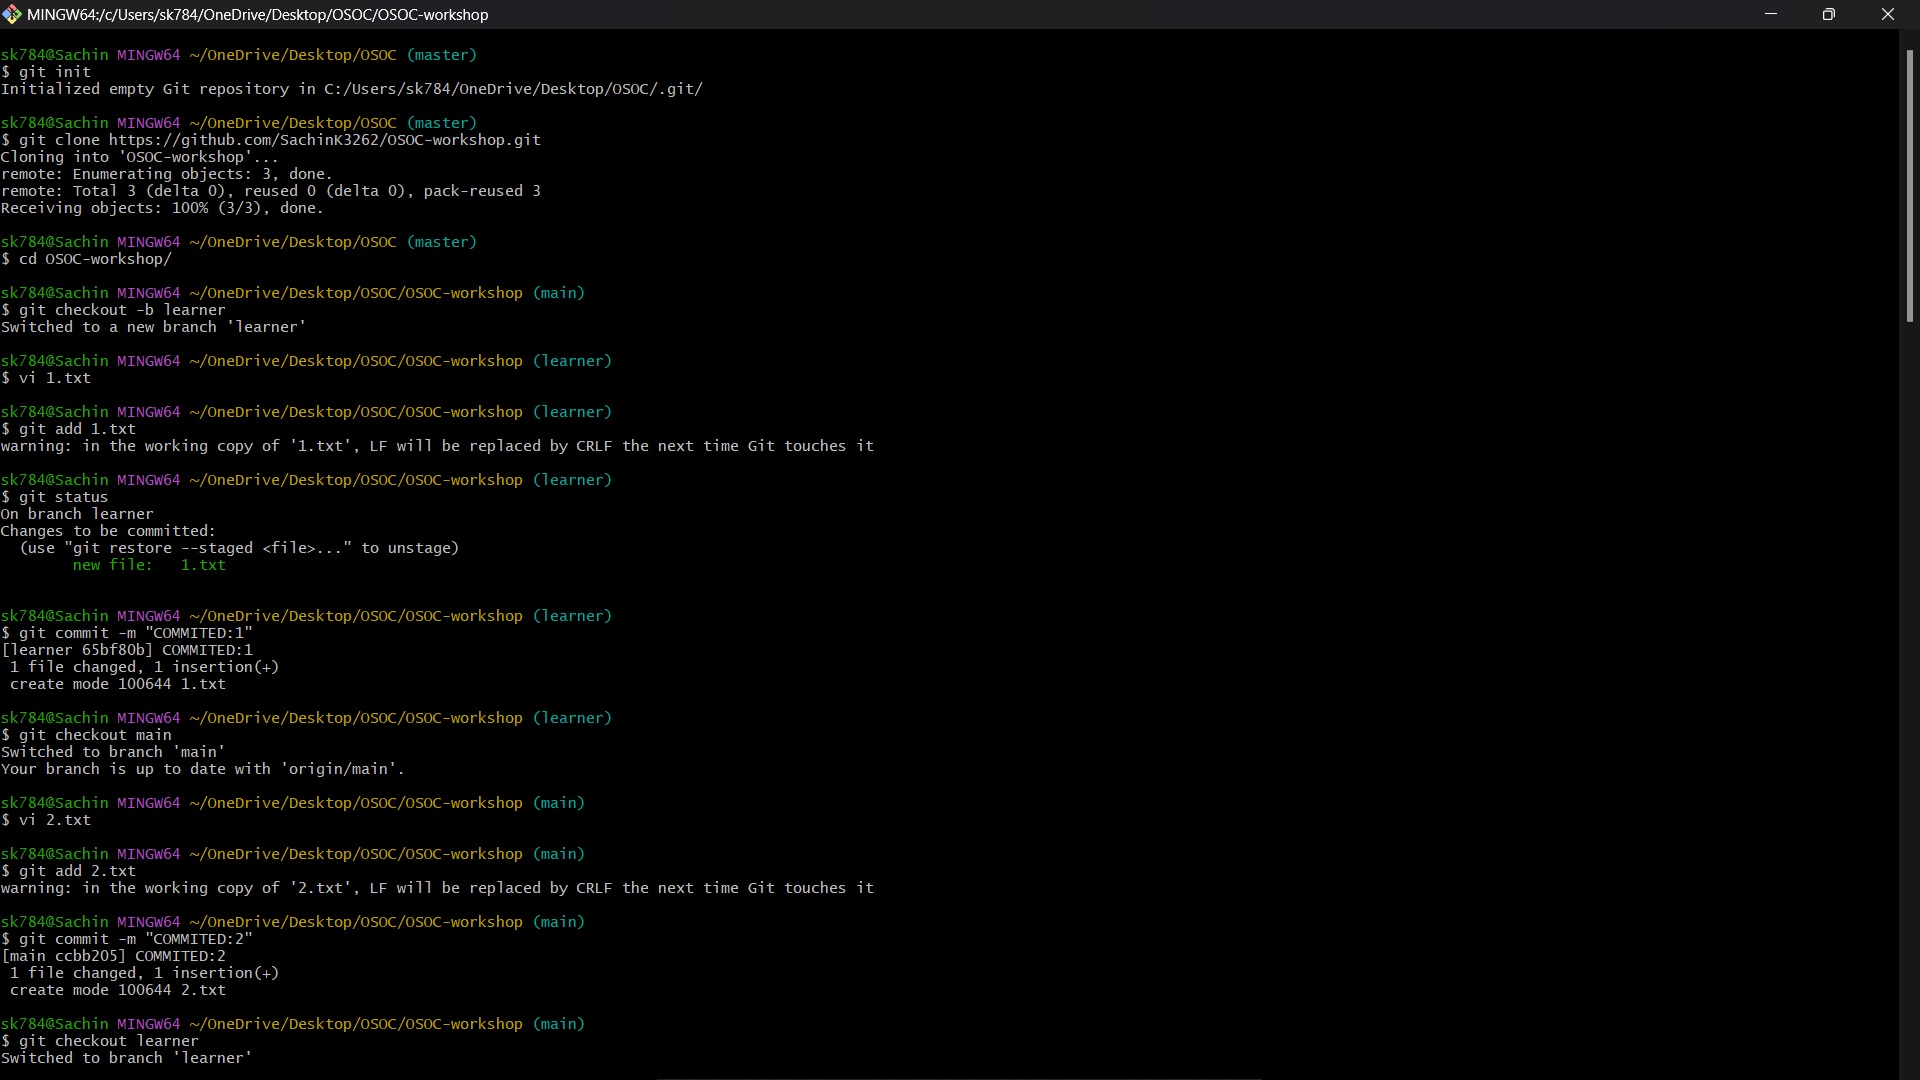 MINGW64:/c/Users/sk784/OneDrive/Desktop/OSOC/OSOC-workshop
sk784@Sachin MINGW64 ~/OneDrive/Desktop/OSOC (master)
$ git init
Initialized empty Git repository in C:/Users/sk784/OneDrive/Desktop/OSOC/.git/
sk784@Sachin MINGW64 ~/OneDrive/Desktop/OSOC (master)
$ git clone https://github.com/SachinK3262/OSOC-workshop.git
Cloning into 'OSOC-workshop'...
remote: Enumerating objects: 3, done.
remote: Total 3 (delta 0), reused 0 (delta 0), pack-reused 3
Receiving objects: 100% (3/3), done.
sk784@Sachin MINGW64 ~/OneDrive/Desktop/OSOC (master)
$ cd OSOC-workshop/
sk784@Sachin MINGW64 ~/OneDrive/Desktop/OSOC/OSOC-workshop (main)
$ git checkout -b learner
Switched to a new branch 'learner'
sk784@Sachin MINGW64 ~/OneDrive/Desktop/OSOC/OSOC-workshop (learner)
$ vi 1.txt
sk784@Sachin MINGW64 ~/OneDrive/Desktop/OSOC/OSOC-workshop (learner)
$ git add 1.txt
warning: in the working copy of '1.txt', LF will be replaced by CRLF the next time Git touches it
sk784@Sachin MINGW64 ~/OneDrive/Desktop/OSOC/OSOC-workshop (learner)
$ git status
On branch learner
Changes to be committed:
  (use "git restore --staged <file>..." to unstage)
        new file:   1.txt
sk784@Sachin MINGW64 ~/OneDrive/Desktop/OSOC/OSOC-workshop (learner)
$ git commit -m "COMMITED:1"
[learner 65bf80b] COMMITED:1
 1 file changed, 1 insertion(+)
 create mode 100644 1.txt
sk784@Sachin MINGW64 ~/OneDrive/Desktop/OSOC/OSOC-workshop (learner)
$ git checkout main
Switched to branch 'main'
Your branch is up to date with 'origin/main'.
sk784@Sachin MINGW64 ~/OneDrive/Desktop/OSOC/OSOC-workshop (main)
$ vi 2.txt
sk784@Sachin MINGW64 ~/OneDrive/Desktop/OSOC/OSOC-workshop (main)
$ git add 2.txt
warning: in the working copy of '2.txt', LF will be replaced by CRLF the next time Git touches it
sk784@Sachin MINGW64 ~/OneDrive/Desktop/OSOC/OSOC-workshop (main)
$ git commit -m "COMMITED:2"
[main ccbb205] COMMITED:2
 1 file changed, 1 insertion(+)
 create mode 100644 2.txt
sk784@Sachin MINGW64 ~/OneDrive/Desktop/OSOC/OSOC-workshop (main)
$ git checkout learner
Switched to branch 'learner'